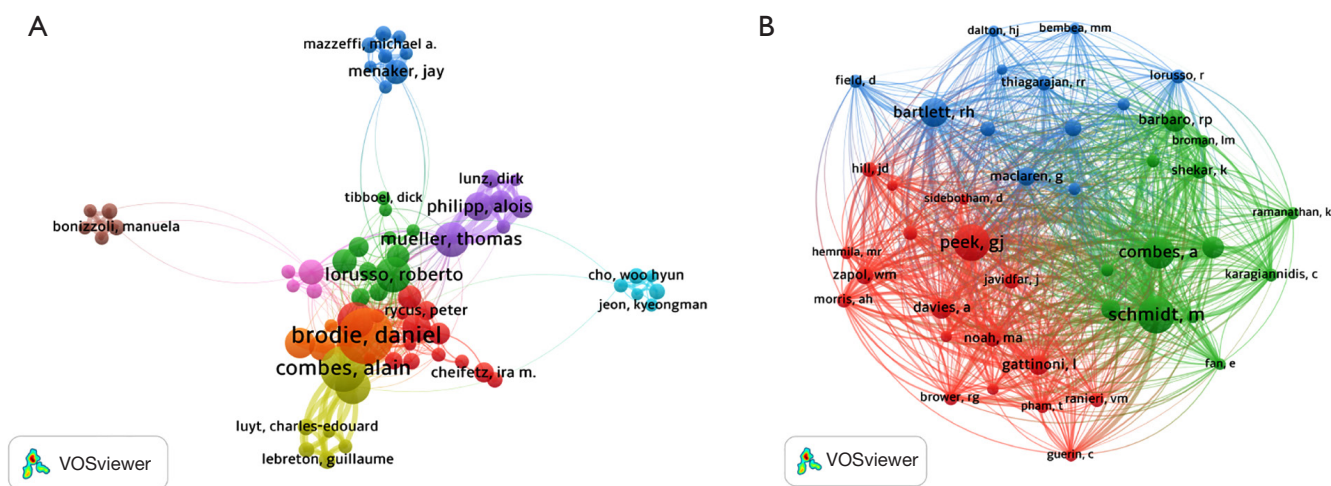 A
mazzeffi, michael a.
menaker, jay
lunz, dirk
tibboel, dick
philipp, alois
bonizzoli, manuela
mueller, thomas
lorusso, roberto
cho, woo hyun
rycus, peter
jeon, kyeongman
brodie, daniel
combes, alain
cheifetz, ira m.
luyt, charles-edouard
lebreton, guillaume
VOSviewer
B
dalton, hj
bembea, mm
field, d
thiagarajan, rr
lorusso, r
bartlett, rh
barbaro, rp
broman, lm
hill, jd
maclaren, g
shekar, k
sidebotham, d
ramanathan, k
peek, gj
hemmila, mr
combes, a
zapol, wm
javidfar, j
karagiannidis, c
morris, ah
davies, a
schmidt, m
noah, ma
gattinoni, l
fan, e
brower, rg
pham, t
ranieri, vm
guerin, c
VOSviewer